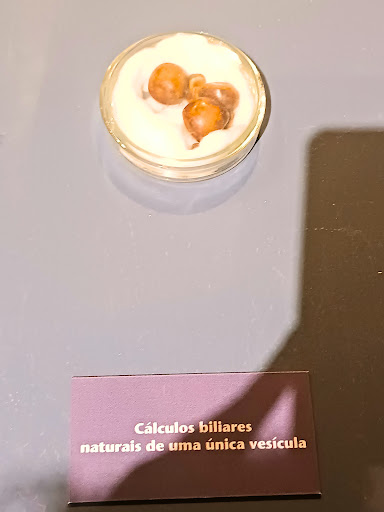 Cálculos biliares
naturais de uma única vesícula